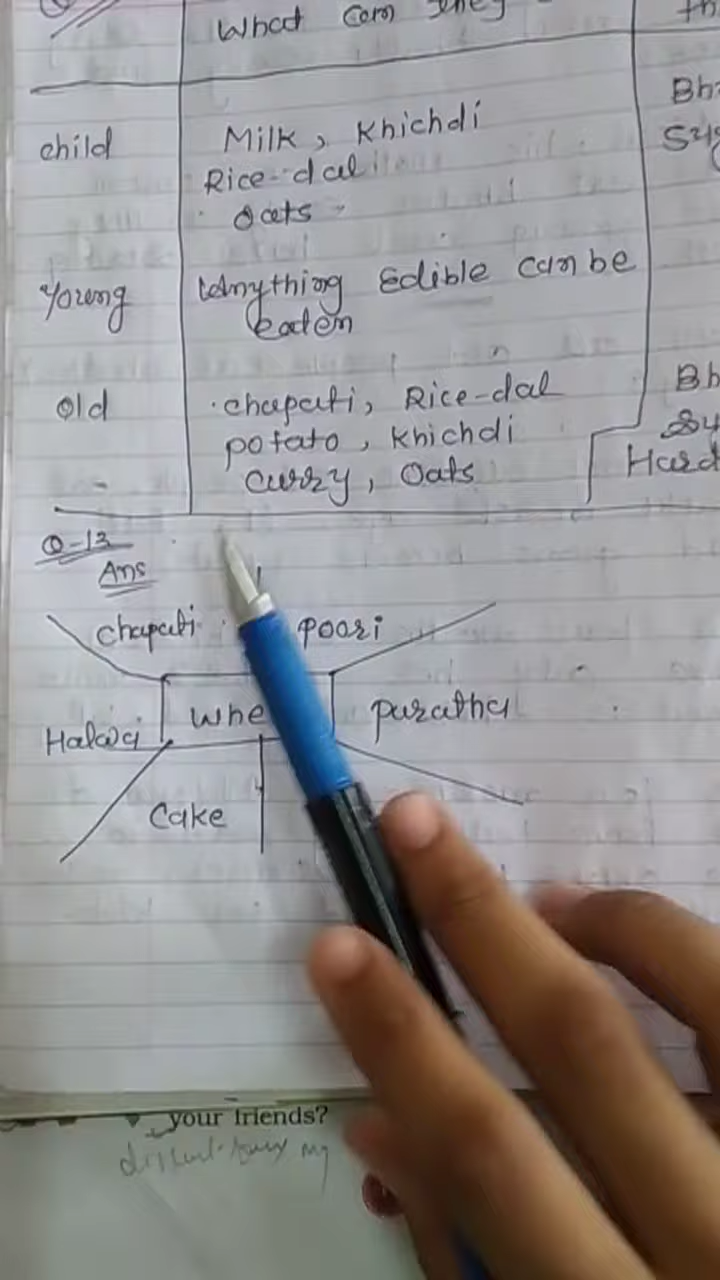 What can they
child
Milk, Khichdi
Rice-dal
Oats
young
Anything Edible can be
eaten
old
chapati, Rice-dal
potato, Khichdi
curry, Oats
Hard
Q-13
Ans
chapati
poori
Whe
paratha
Halwa
Cake
your friends?